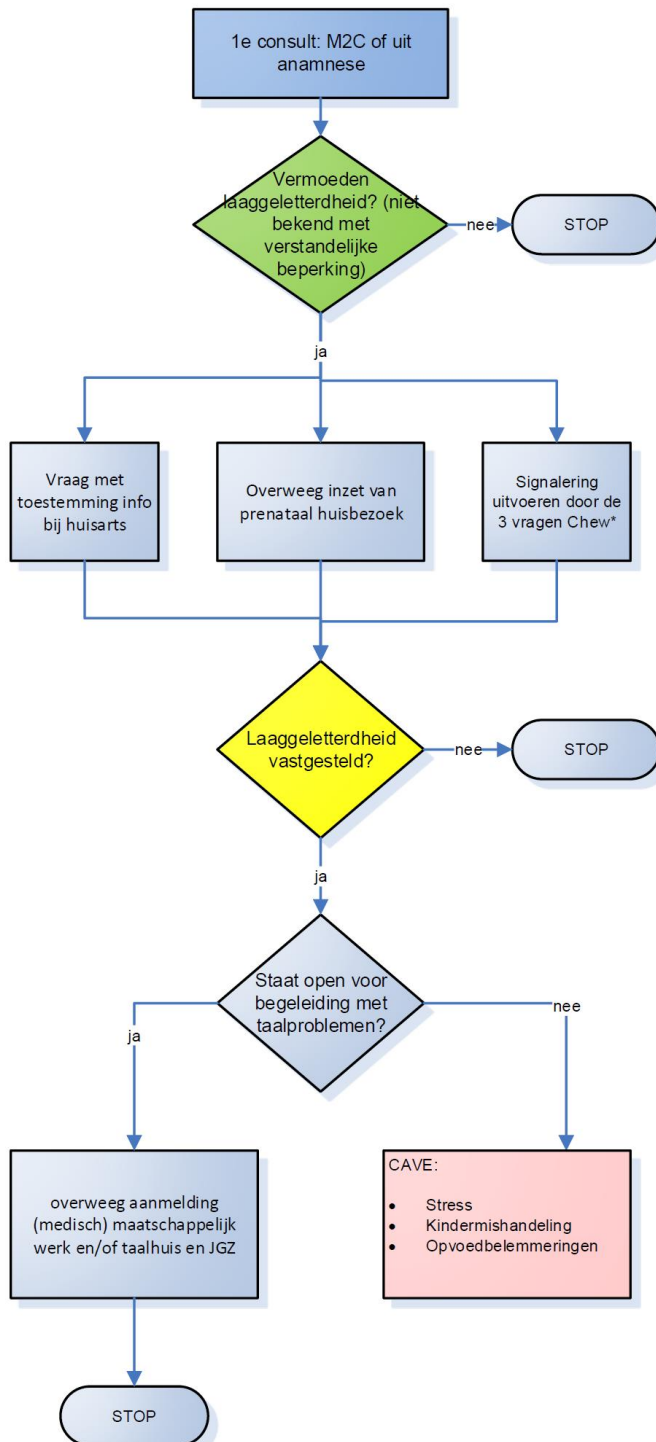 1e consult: M2C of uit
anamnese
Vermoeden
laaggeletterdheid? (niet
bekend met
verstandelijke
beperking)
nee
STOP
ja
Vraag met
toestemming info
bij huisarts
Overweeg inzet van
prenataal huisbezoek
Signalering
uitvoeren door de
3 vragen Chew*
Laaggeletterdheid
vastgesteld?
nee
STOP
ja
Staat open voor
begeleiding met
taalproblemen?
ja
nee
overweeg aanmelding
(medisch) maatschappelijk
werk en/of taalhuis en JGZ
CAVE:
• Stress
• Kindermishandeling
• Opvoedbelemmeringen
STOP